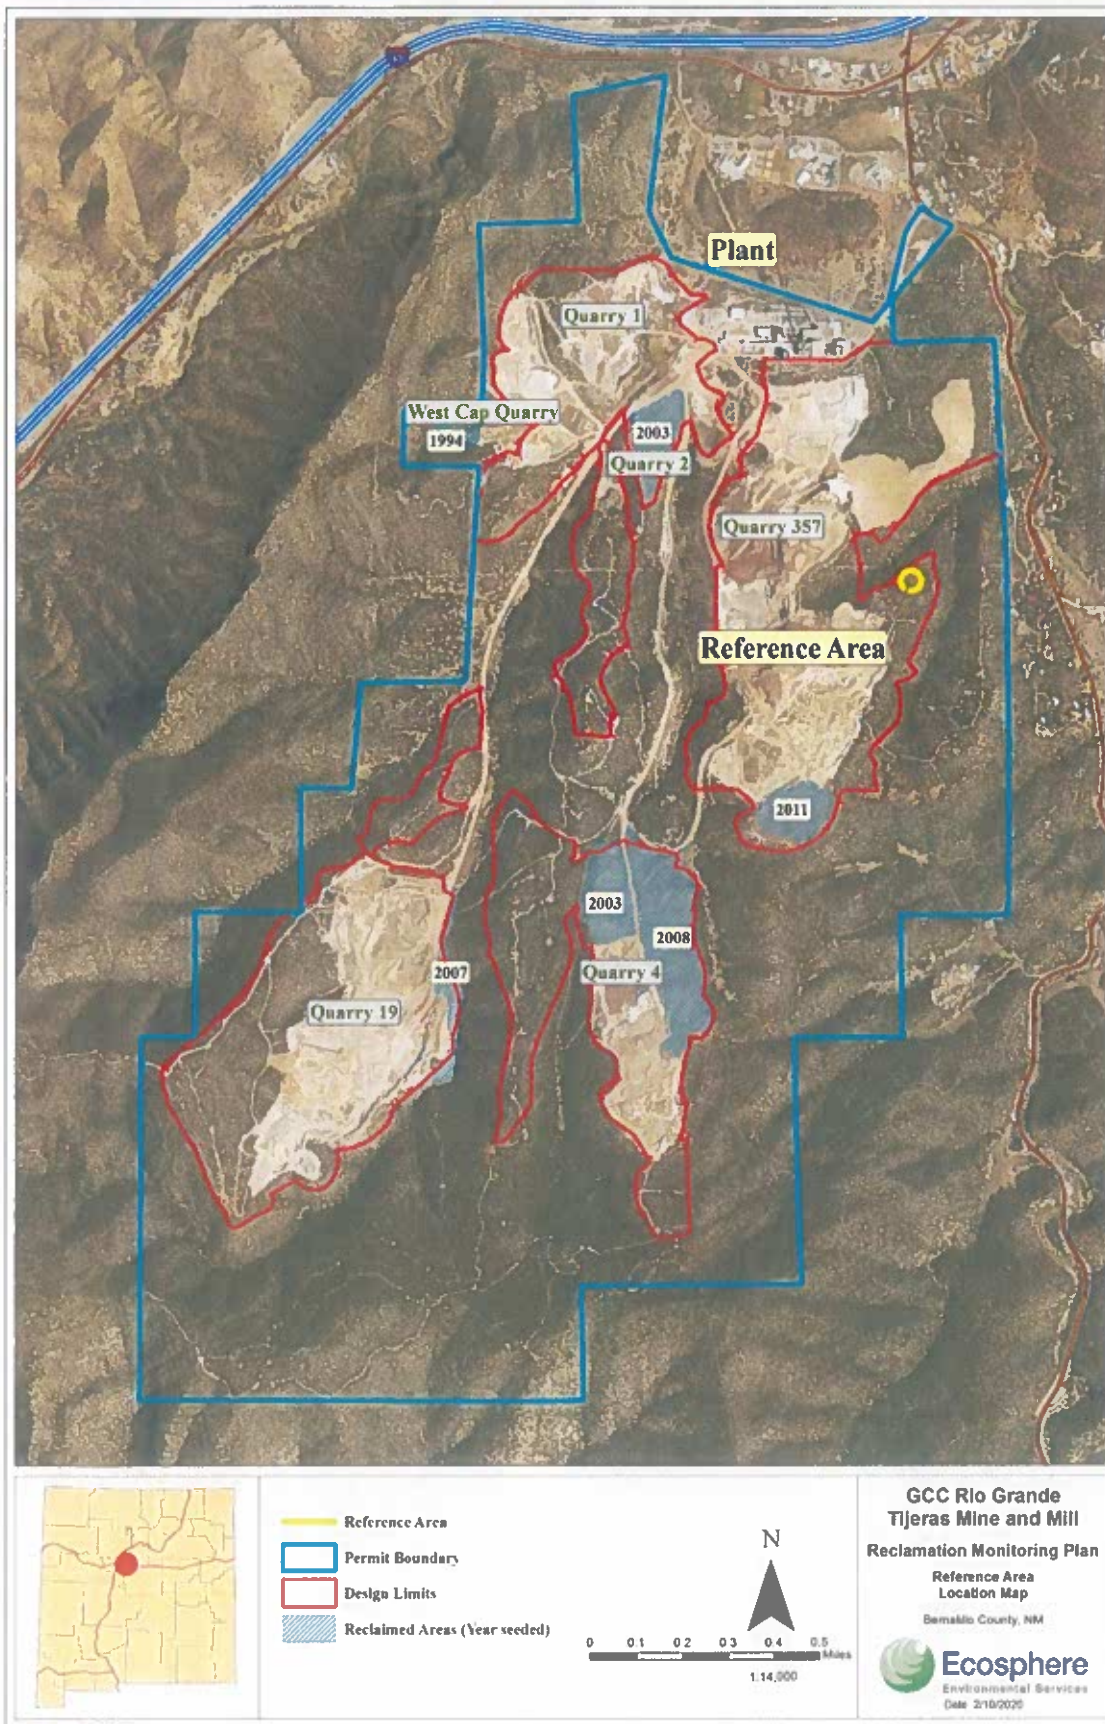 Plant
Quarry 1
West Cap Quarry
1994
2003
Quarry 2
Quarry 357
Reference Area
2011
2003
2008
2007
Quarry 4
Quarry 19
Reference Area
Permit Boundary
Design Limits
Reclaimed Areas (Year seeded)
N
0 0.1 0.2 0.3 0.4 0.5
Miles
1:14,000
GCC Rio Grande
Tijeras Mine and Mill
Reclamation Monitoring Plan
Reference Area
Location Map
Bernalillo County, NM
Ecosphere
Environmental Services
Date 2/10/2020